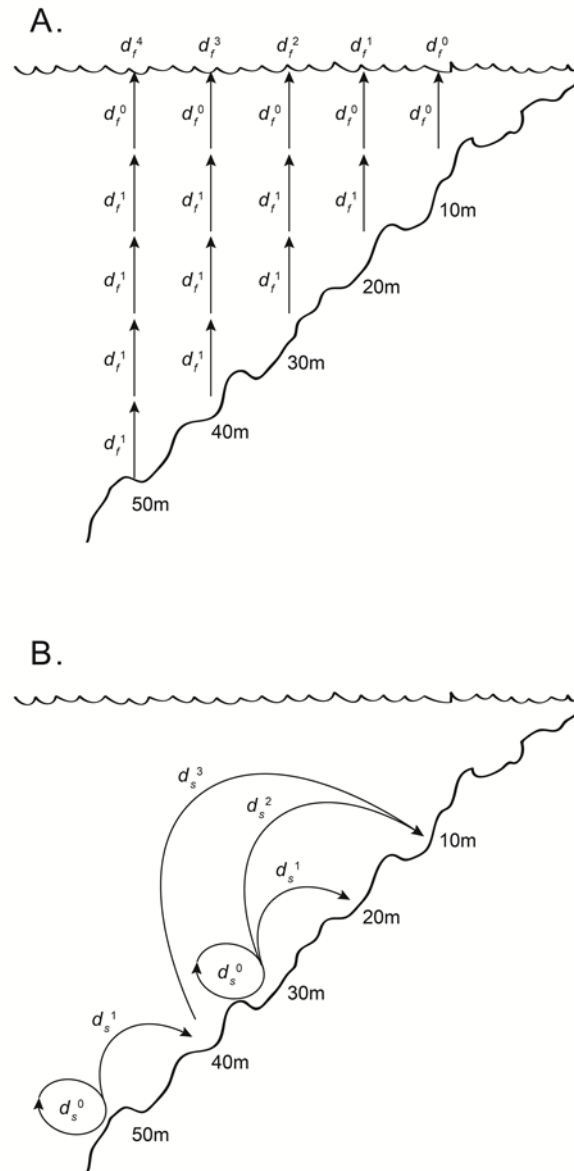 A.
d_f^4 d_f^3 d_f^2 d_f^1 d_f^0
d_f^0 d_f^0 d_f^0 d_f^0 d_f^0
d_f^1 d_f^1 d_f^1 d_f^1
10m
d_f^1 d_f^1 d_f^1
20m
30m
d_f^1 d_f^1
40m
d_f^1
50m
B.
d_s^3
d_s^2
10m
d_s^1
20m
d_s^0
30m
d_s^1
40m
d_s^0
50m